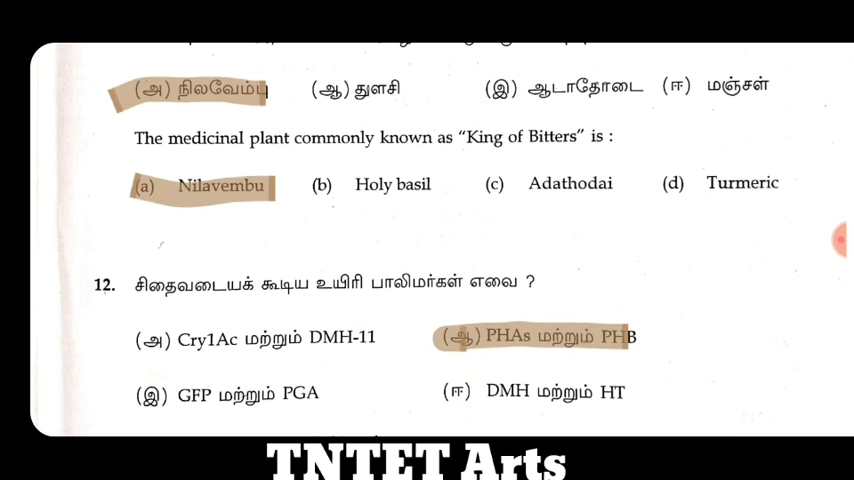 (அ) நிலவேம்பு (ஆ) துளசி (இ) ஆடாதோடை (ஈ) மஞ்சள்
The medicinal plant commonly known as “King of Bitters” is :
(a) Nilavembu (b) Holy basil (c) Adathodai (d) Turmeric
12. சிதைவடையக் கூடிய உயிரி பாலிமர்கள் எவை ?
(அ) Cry1Ac மற்றும் DMH-11 (ஆ) PHAs மற்றும் PHB
(இ) GFP மற்றும் PGA (ஈ) DMH மற்றும் HT
TNTET Arts